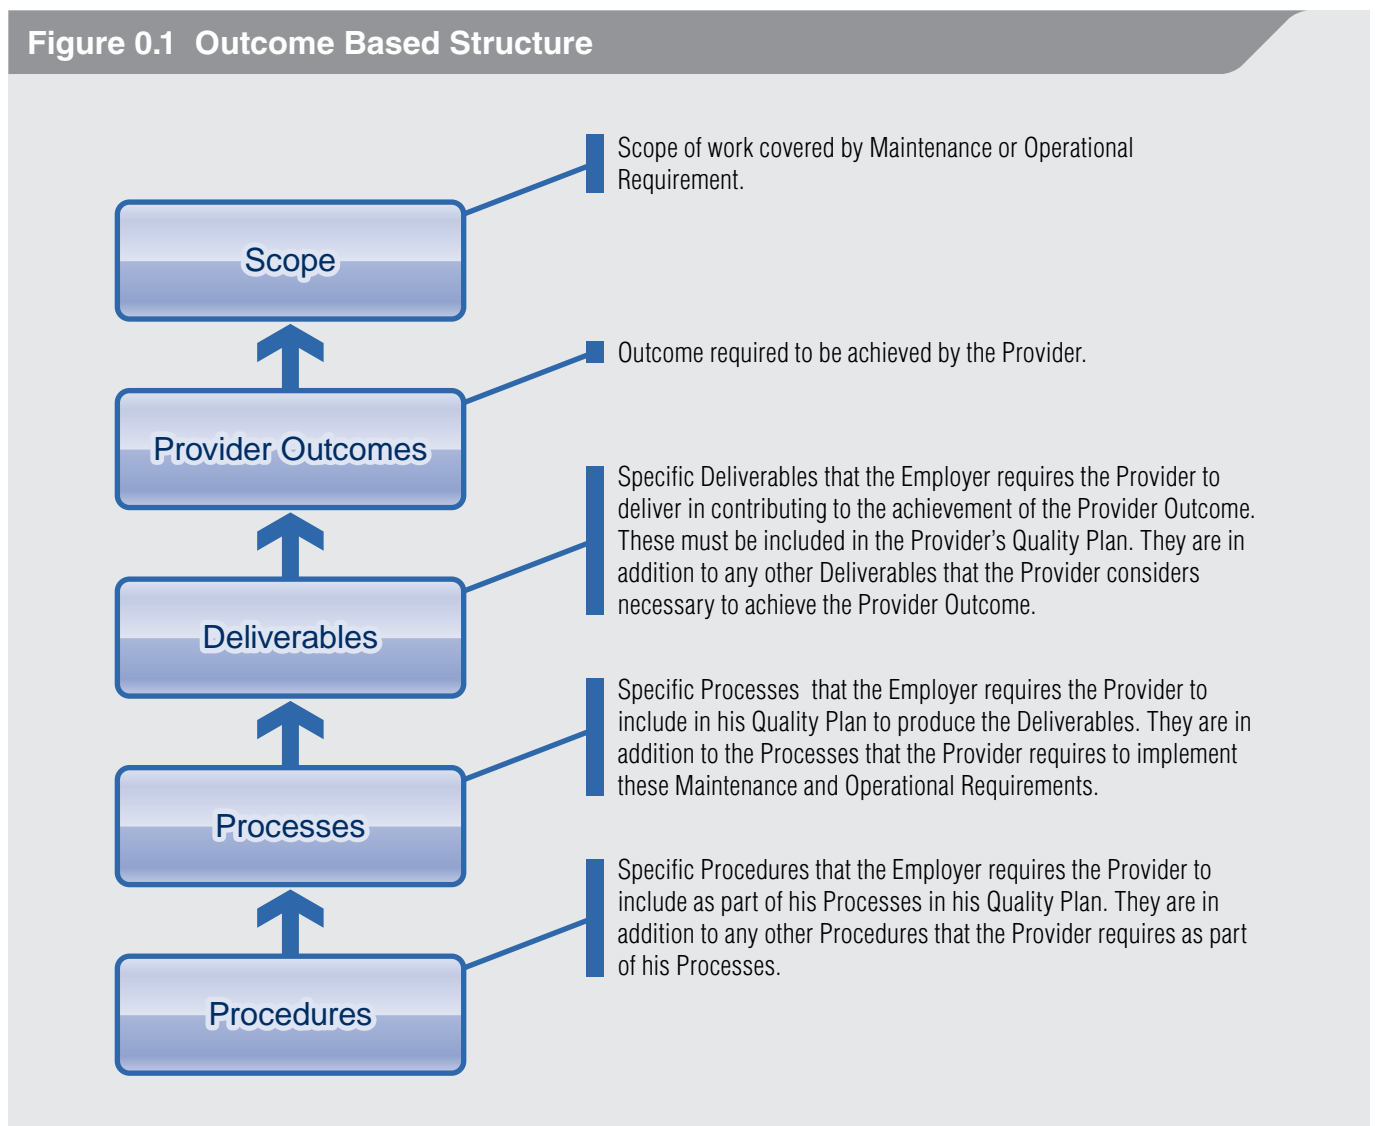 Figure 0.1 Outcome Based Structure
Scope of work covered by Maintenance or Operational
Requirement.
Scope
Outcome required to be achieved by the Provider.
Provider Outcomes
Specific Deliverables that the Employer requires the Provider to
deliver in contributing to the achievement of the Provider Outcome.
These must be included in the Provider’s Quality Plan. They are in
addition to any other Deliverables that the Provider considers
necessary to achieve the Provider Outcome.
Deliverables
Specific Processes that the Employer requires the Provider to
include in his Quality Plan to produce the Deliverables. They are in
addition to the Processes that the Provider requires to implement
these Maintenance and Operational Requirements.
Processes
Specific Procedures that the Employer requires the Provider to
include as part of his Processes in his Quality Plan. They are in
addition to any other Procedures that the Provider requires as part
of his Processes.
Procedures